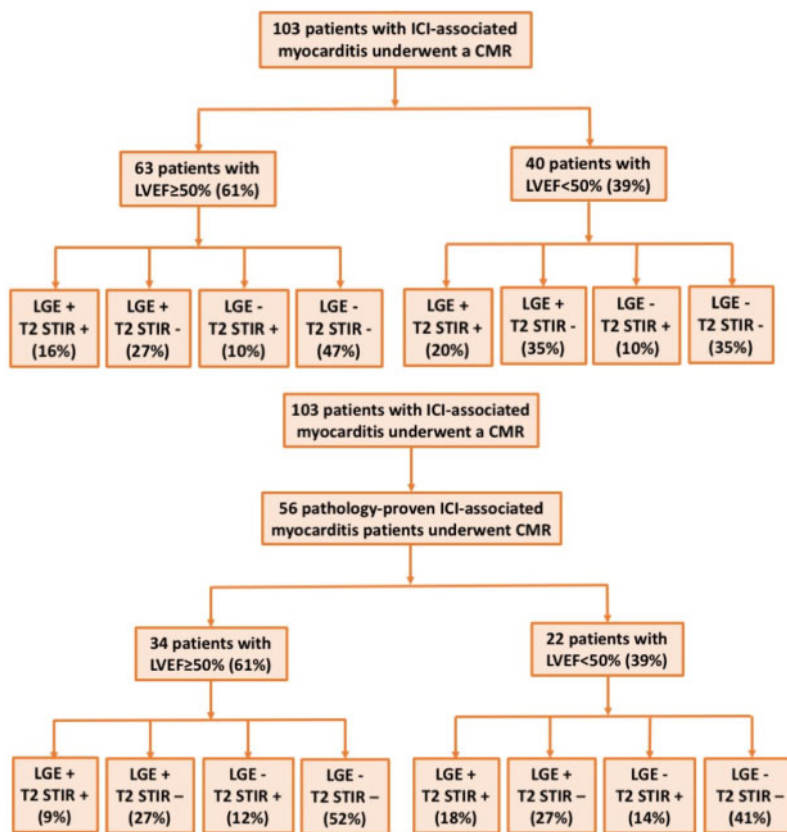 103 patients with ICI-associated
myocarditis underwent a CMR
63 patients with
LVEF≥50% (61%)
40 patients with
LVEF<50% (39%)
LGE +
T2 STIR +
(16%)
LGE +
T2 STIR -
(27%)
LGE -
T2 STIR +
(10%)
LGE -
T2 STIR -
(47%)
LGE +
T2 STIR +
(20%)
LGE +
T2 STIR -
(35%)
LGE -
T2 STIR +
(10%)
LGE -
T2 STIR -
(35%)
103 patients with ICI-associated
myocarditis underwent a CMR
56 pathology-proven ICI-associated
myocarditis patients underwent CMR
34 patients with
LVEF≥50% (61%)
22 patients with
LVEF<50% (39%)
LGE +
T2 STIR +
(9%)
LGE +
T2 STIR –
(27%)
LGE -
T2 STIR +
(12%)
LGE -
T2 STIR –
(52%)
LGE +
T2 STIR +
(18%)
LGE +
T2 STIR –
(27%)
LGE -
T2 STIR +
(14%)
LGE -
T2 STIR –
(41%)